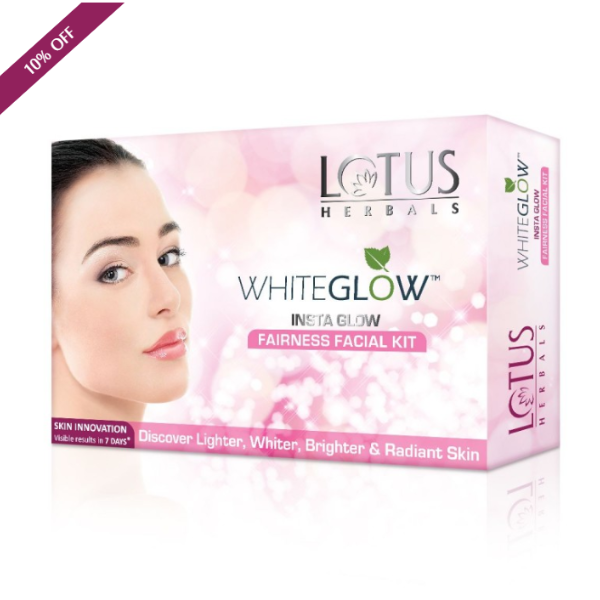 10% OFF
LOTUS
HERBALS
WHITEGLOW™
INSTA GLOW
FAIRNESS FACIAL KIT
SKIN INNOVATION
Visible results in 7 DAYS*
Discover Lighter, Whiter, Brighter & Radiant Skin
WHITEGLOW™
INSTA GLOW
FAIRNESS FACIAL KIT
LOTUS
HERBALS